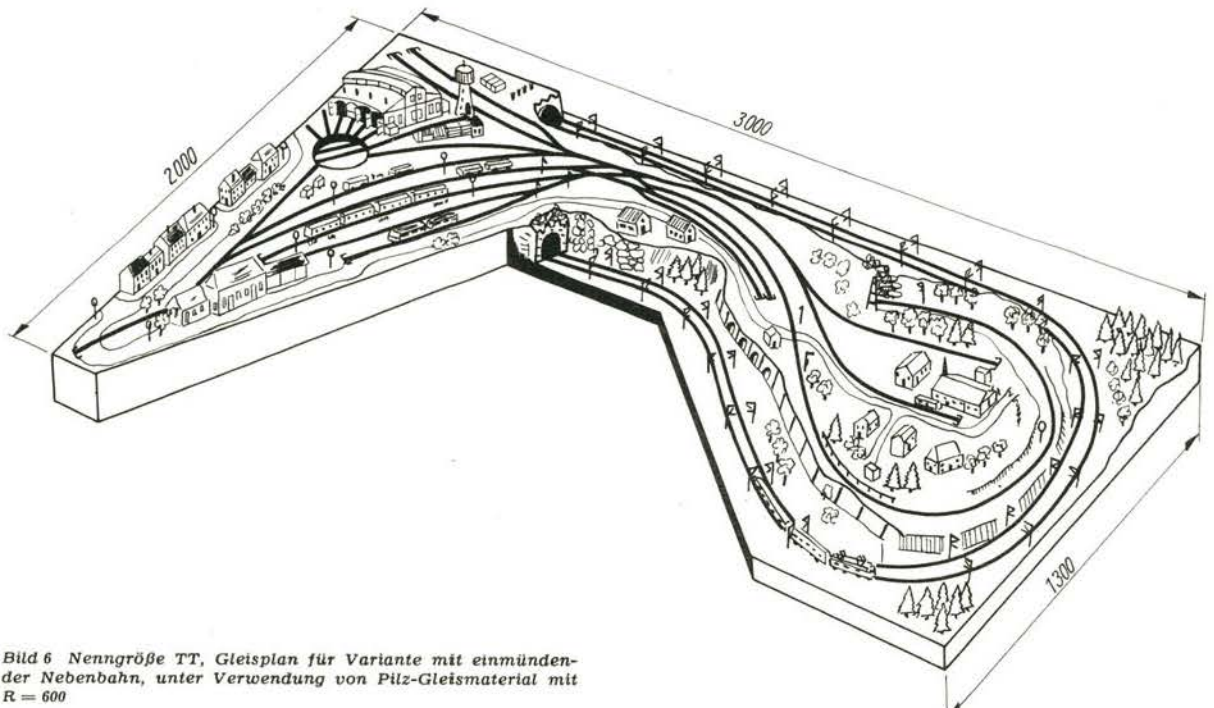 2000
3000
1
1300
Bild 6 Nenngröße TT, Gleisplan für Variante mit einmünden-
der Nebenbahn, unter Verwendung von Pilz-Gleismaterial mit
R = 600